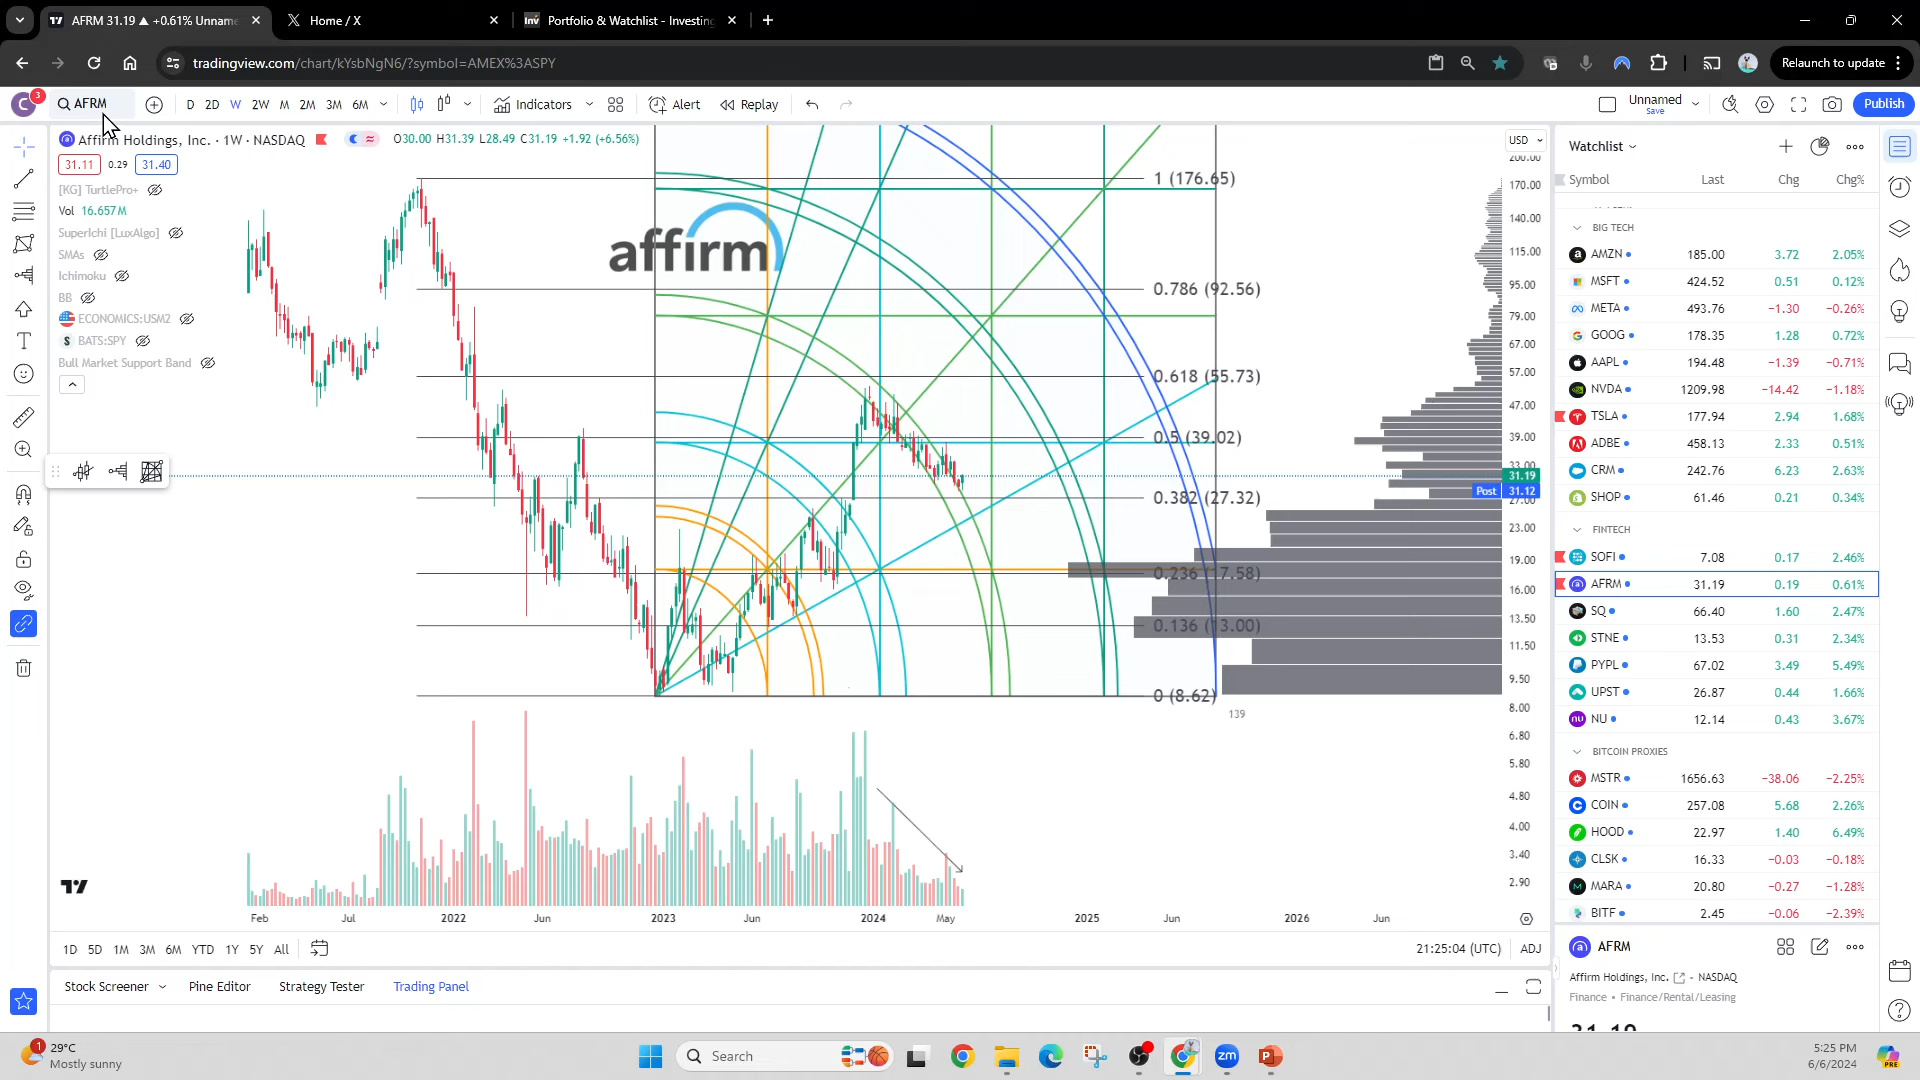 AFRM 31.19 ▲ +0.61% Unname
Home / X
Portfolio & Watchlist - Investing
tradingview.com/chart/kYsbNgN6/?symbol=AMEX%3ASPY
Relaunch to update
C 3
AFRM
D 2D W 2W M 2M 3M 6M
Indicators
Alert
Replay
Unnamed
Save
Publish
Affirm Holdings, Inc. · 1W · NASDAQ
O30.00 H31.39 L28.49 C31.19 +1.92 (+6.56%)
31.11 0.29 31.40
[KG] TurtlePro+
Vol 16.657M
SuperIchi [LuxAlgo]
SMAs
Ichimoku
BB
ECONOMICS:USM2
$ BATS:SPY
Bull Market Support Band
affirm
1 (176.65)
0.786 (92.56)
0.618 (55.73)
0.5 (39.02)
0.382 (27.32)
0.236 (17.58)
0.136 (13.00)
0 (8.62)
139
USD
200.00
170.00
140.00
115.00
95.00
79.00
67.00
57.00
47.00
39.00
33.00
31.19
Post 31.12
27.00
23.00
19.00
16.00
13.50
11.50
9.50
8.00
6.80
5.80
4.80
4.00
3.40
2.90
Feb Jul 2022 Jun 2023 Jun 2024 May 2025 Jun 2026 Jun
1D 5D 1M 3M 6M YTD 1Y 5Y All
21:25:04 (UTC) ADJ
Stock Screener
Pine Editor
Strategy Tester
Trading Panel
Watchlist
Symbol Last Chg Chg%
BIG TECH
AMZN 185.00 3.72 2.05%
MSFT 424.52 0.51 0.12%
META 493.76 −1.30 −0.26%
GOOG 178.35 1.28 0.72%
AAPL 194.48 −1.39 −0.71%
NVDA 1209.98 −14.42 −1.18%
TSLA 177.94 2.94 1.68%
ADBE 458.13 2.33 0.51%
CRM 242.76 6.23 2.63%
SHOP 61.46 0.21 0.34%
FINTECH
SOFI 7.08 0.17 2.46%
AFRM 31.19 0.19 0.61%
SQ 66.40 1.60 2.47%
STNE 13.53 0.31 2.34%
PYPL 67.02 3.49 5.49%
UPST 26.87 0.44 1.66%
NU 12.14 0.43 3.67%
BITCOIN PROXIES
MSTR 1656.63 −38.06 −2.25%
COIN 257.08 5.68 2.26%
HOOD 22.97 1.40 6.49%
CLSK 16.33 −0.03 −0.18%
MARA 20.80 −0.27 −1.28%
BITF 2.45 −0.06 −2.39%
AFRM
Affirm Holdings, Inc. - NASDAQ
Finance • Finance/Rental/Leasing
31.19
1
29°C
Mostly sunny
Search
zm
5:25 PM
6/6/2024
PRE